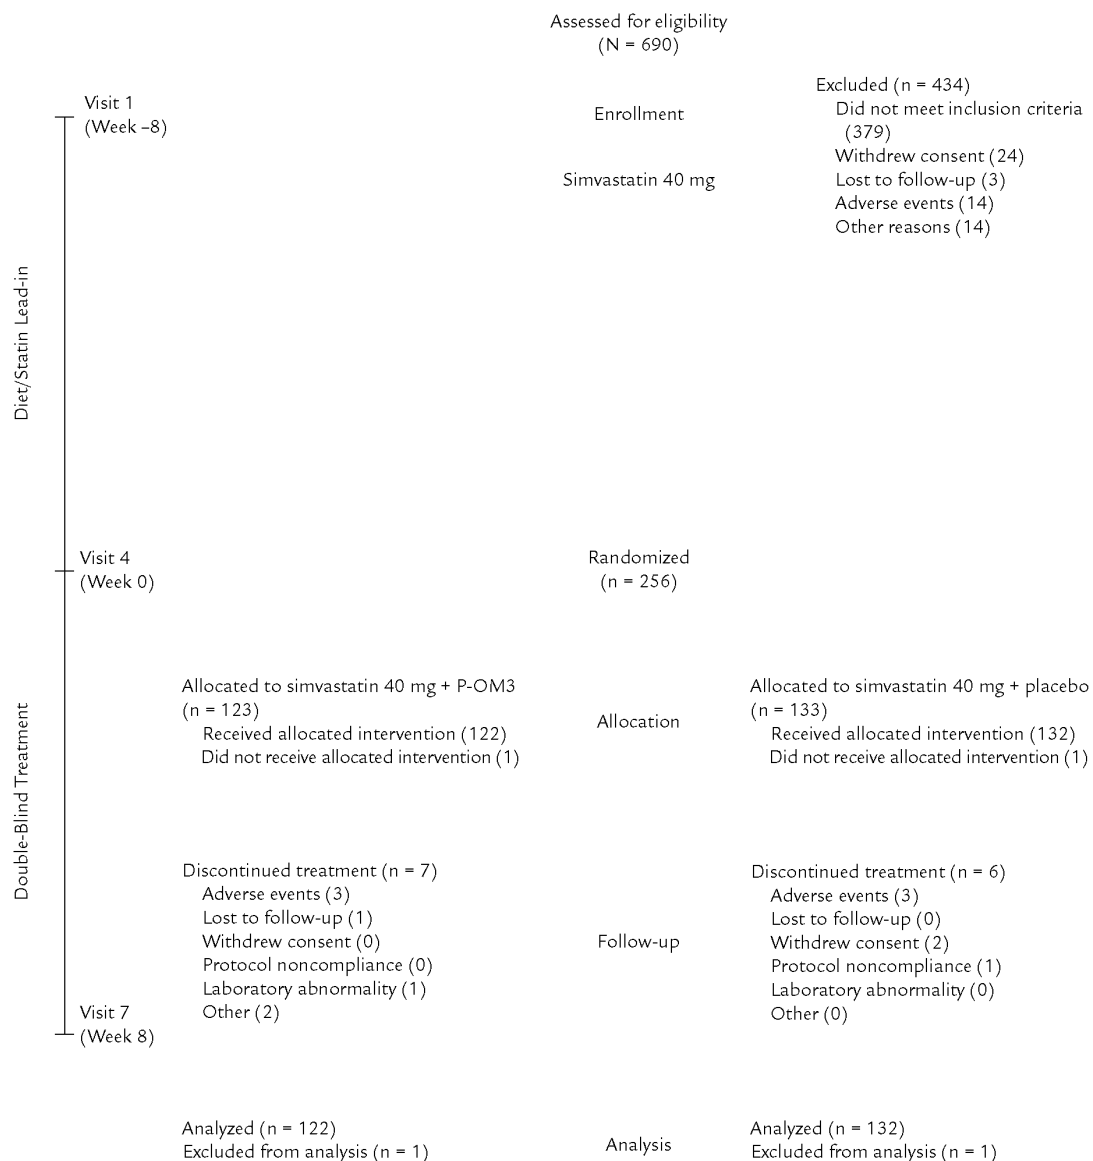 Assessed for eligibility
(N = 690)
Excluded (n = 434)
Did not meet inclusion criteria
(379)
Withdrew consent (24)
Lost to follow-up (3)
Adverse events (14)
Other reasons (14)
Visit 1
(Week –8)
Enrollment
Simvastatin 40 mg
Diet/Statin Lead-in
Visit 4
(Week 0)
Randomized
(n = 256)
Double-Blind Treatment
Allocated to simvastatin 40 mg + P-OM3
(n = 123)
Received allocated intervention (122)
Did not receive allocated intervention (1)
Allocation
Allocated to simvastatin 40 mg + placebo
(n = 133)
Received allocated intervention (132)
Did not receive allocated intervention (1)
Discontinued treatment (n = 7)
Adverse events (3)
Lost to follow-up (1)
Withdrew consent (0)
Protocol noncompliance (0)
Laboratory abnormality (1)
Other (2)
Follow-up
Discontinued treatment (n = 6)
Adverse events (3)
Lost to follow-up (0)
Withdrew consent (2)
Protocol noncompliance (1)
Laboratory abnormality (0)
Other (0)
Visit 7
(Week 8)
Analyzed (n = 122)
Excluded from analysis (n = 1)
Analysis
Analyzed (n = 132)
Excluded from analysis (n = 1)